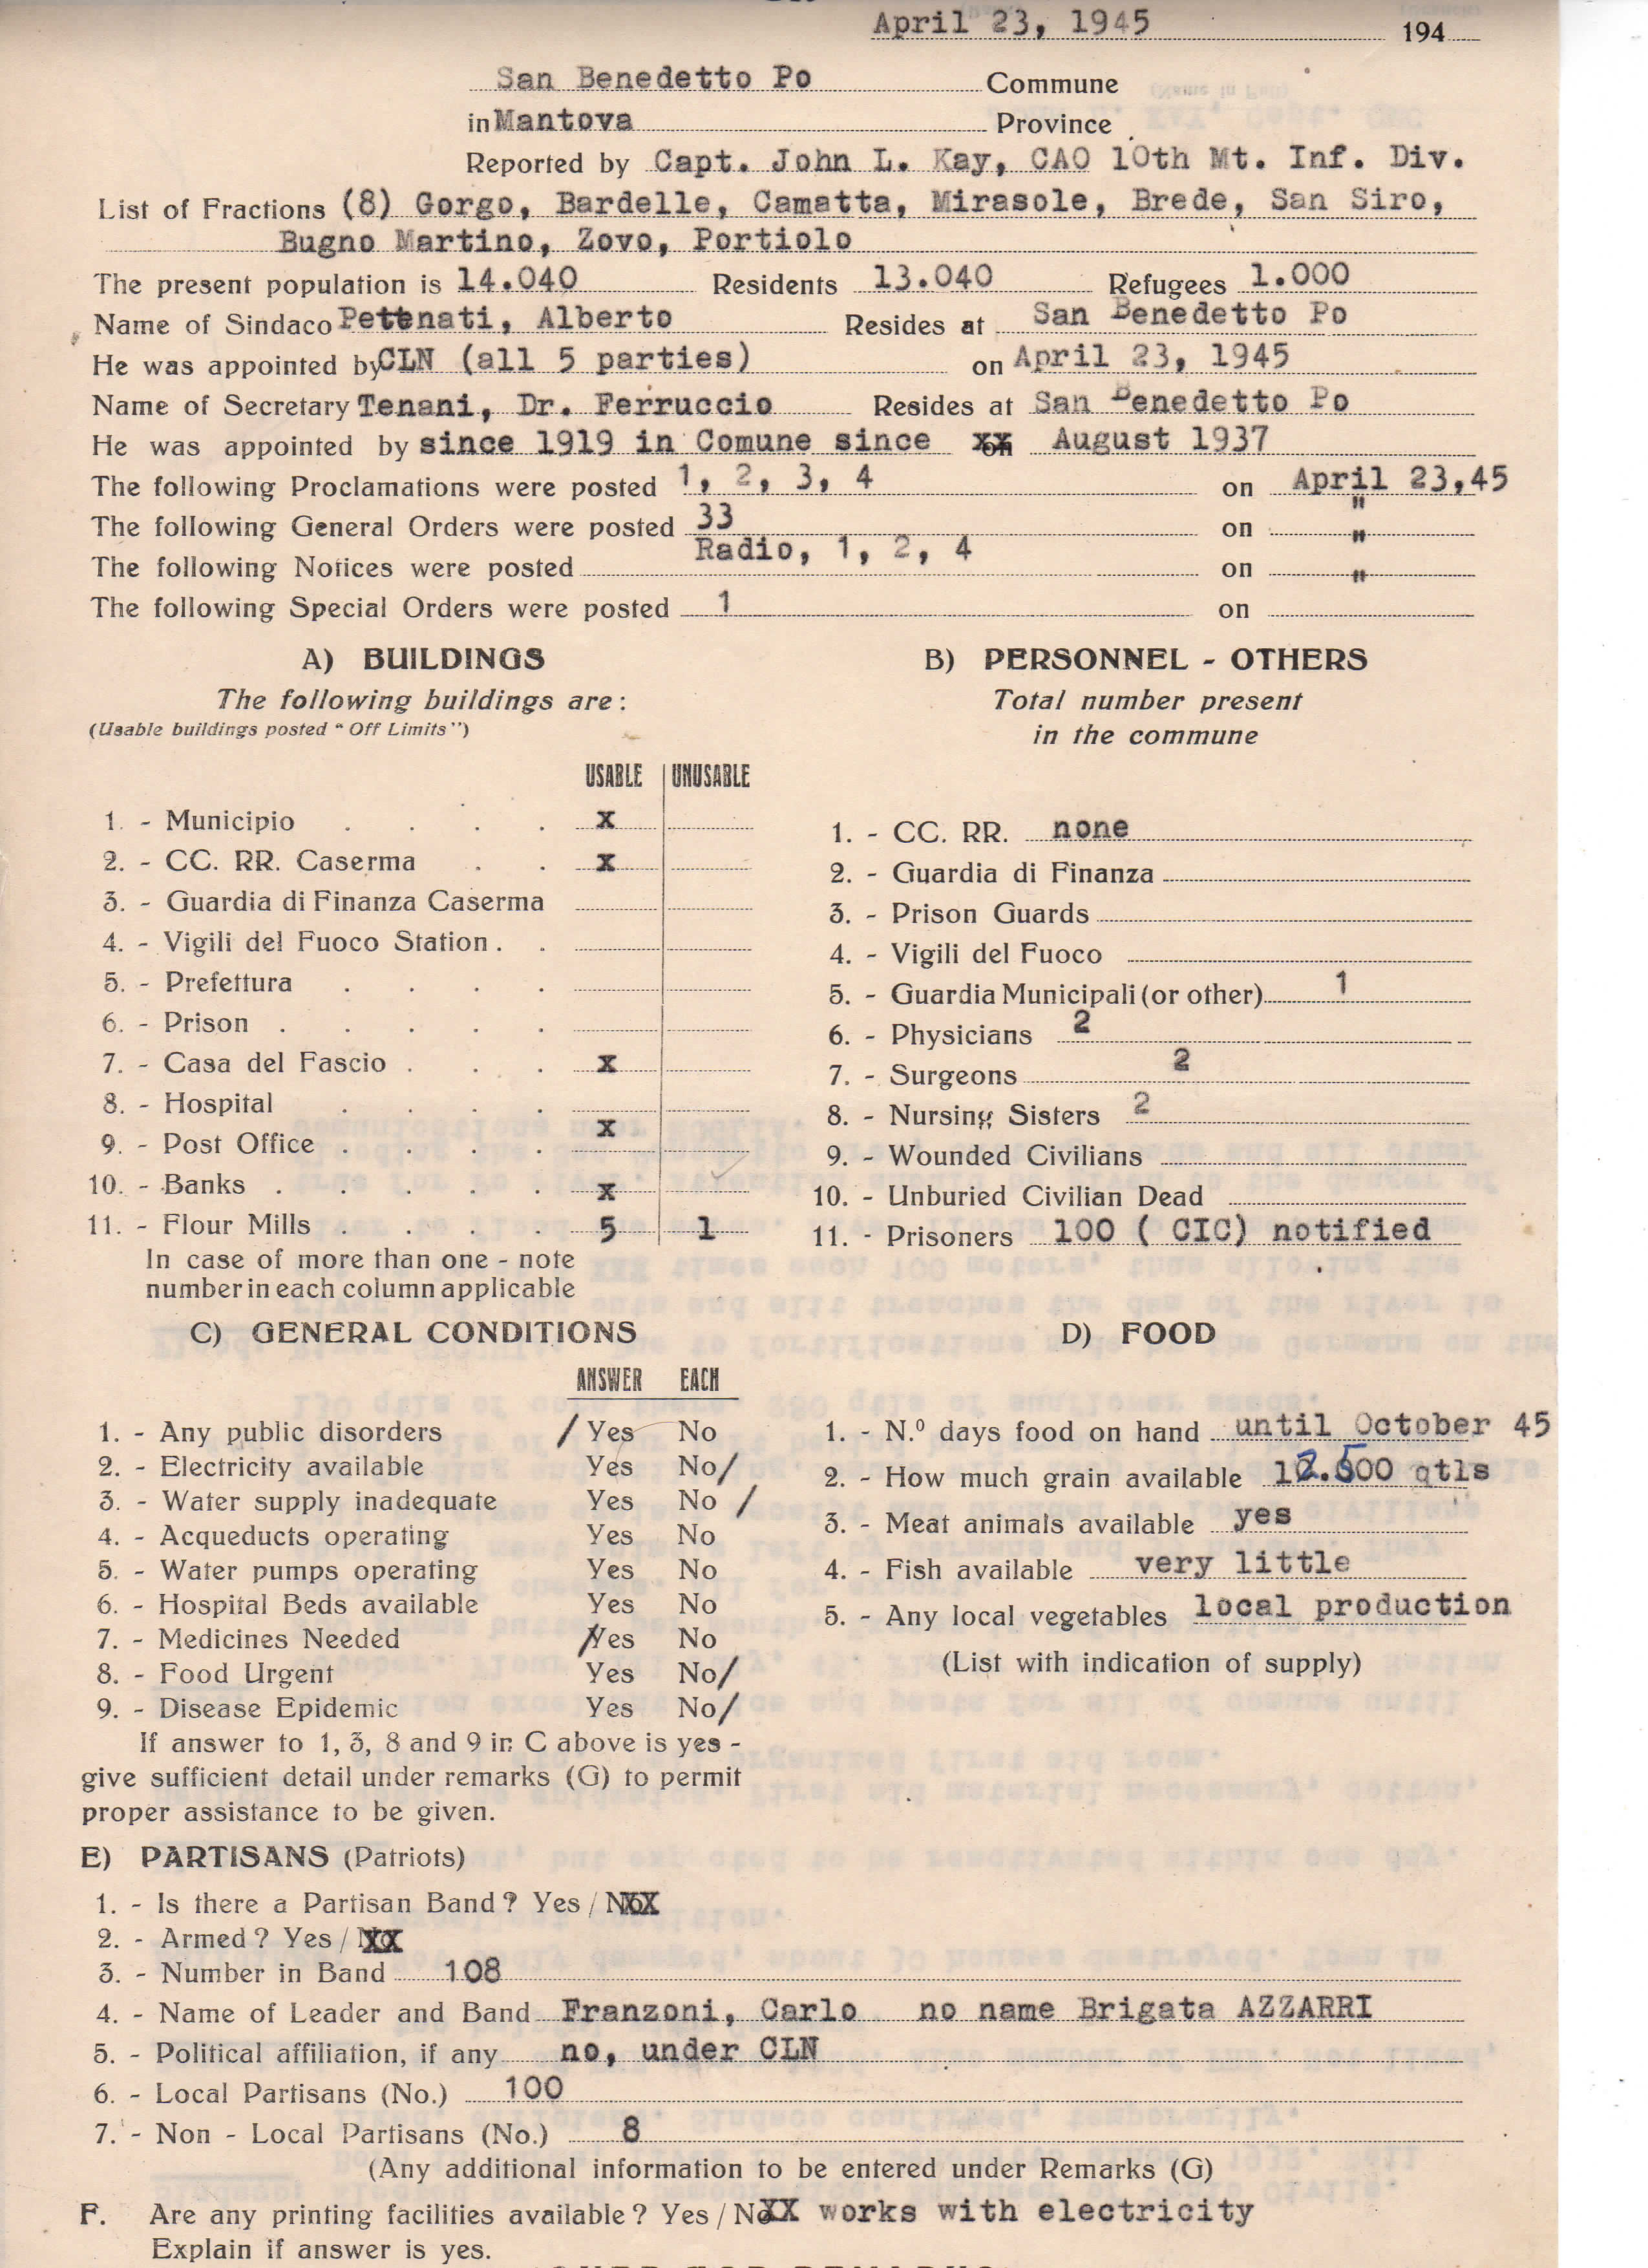 April 23, 1945 194
San Benedetto Po Commune
in Mantova Province
Reported by Capt. John L. Kay, CAO 10th Mt. Inf. Div.
List of Fractions (8) Gorgo, Bardelle, Camatta, Mirasole, Brede, San Siro,
Bugno Martino, Zovo, Portiolo
The present population is 14.040 Residents 13.040 Refugees 1.000
Name of Sindaco Pettnati, Alberto Resides at San Benedetto Po
He was appointed by CLN (all 5 parties) on April 23, 1945
Name of Secretary Tenani, Dr. Ferruccio Resides at San Benedetto Po
He was appointed by since 1919 in Comune since xx August 1937
The following Proclamations were posted 1, 2, 3, 4 on April 23,45
The following General Orders were posted 33 on "
The following Notices were posted Radio, 1, 2, 4 on "
The following Special Orders were posted 1 on "
A) BUILDINGS
The following buildings are:
(Usable buildings posted "Off Limits")
USABLE UNUSABLE
1. - Municipio . . . . x
2. - CC. RR. Caserma . . x
3. - Guardia di Finanza Caserma
4. - Vigili del Fuoco Station . .
5. - Prefettura . . . .
6. - Prison . . . . .
7. - Casa del Fascio . . . x
8. - Hospital . . . .
9. - Post Office . . . . x
10. - Banks . . . . . x
11. - Flour Mills . . . . 5 1
In case of more than one - note
number in each column applicable
B) PERSONNEL - OTHERS
Total number present
in the commune
1. - CC. RR. none
2. - Guardia di Finanza
3. - Prison Guards
4. - Vigili del Fuoco
5. - Guardia Municipali (or other) 1
6. - Physicians 2
7. - Surgeons 2
8. - Nursing Sisters 2
9. - Wounded Civilians
10. - Unburied Civilian Dead
11. - Prisoners 100 ( CIC) notified
C) GENERAL CONDITIONS
ANSWER EACH
1. - Any public disorders / Yes No
2. - Electricity available Yes No/
3. - Water supply inadequate Yes No /
4. - Acqueducts operating Yes No
5. - Water pumps operating Yes No
6. - Hospital Beds available Yes No
7. - Medicines Needed /Yes No
8. - Food Urgent Yes No/
9. - Disease Epidemic Yes No/
If answer to 1, 3, 8 and 9 in C above is yes -
give sufficient detail under remarks (G) to permit
proper assistance to be given.
D) FOOD
1. - N.º days food on hand until October 45
2. - How much grain available 12.500 qtls
3. - Meat animals available yes
4. - Fish available very little
5. - Any local vegetables local production
(List with indication of supply)
E) PARTISANS (Patriots)
1. - Is there a Partisan Band? Yes / No XX
2. - Armed? Yes / No XX
3. - Number in Band 108
4. - Name of Leader and Band Franzoni, Carlo no name Brigata AZZARRI
5. - Political affiliation, if any no, under CLN
6. - Local Partisans (No.) 100
7. - Non - Local Partisans (No.) 8
(Any additional information to be entered under Remarks (G)
F. Are any printing facilities available? Yes / No XX works with electricity
Explain if answer is yes.